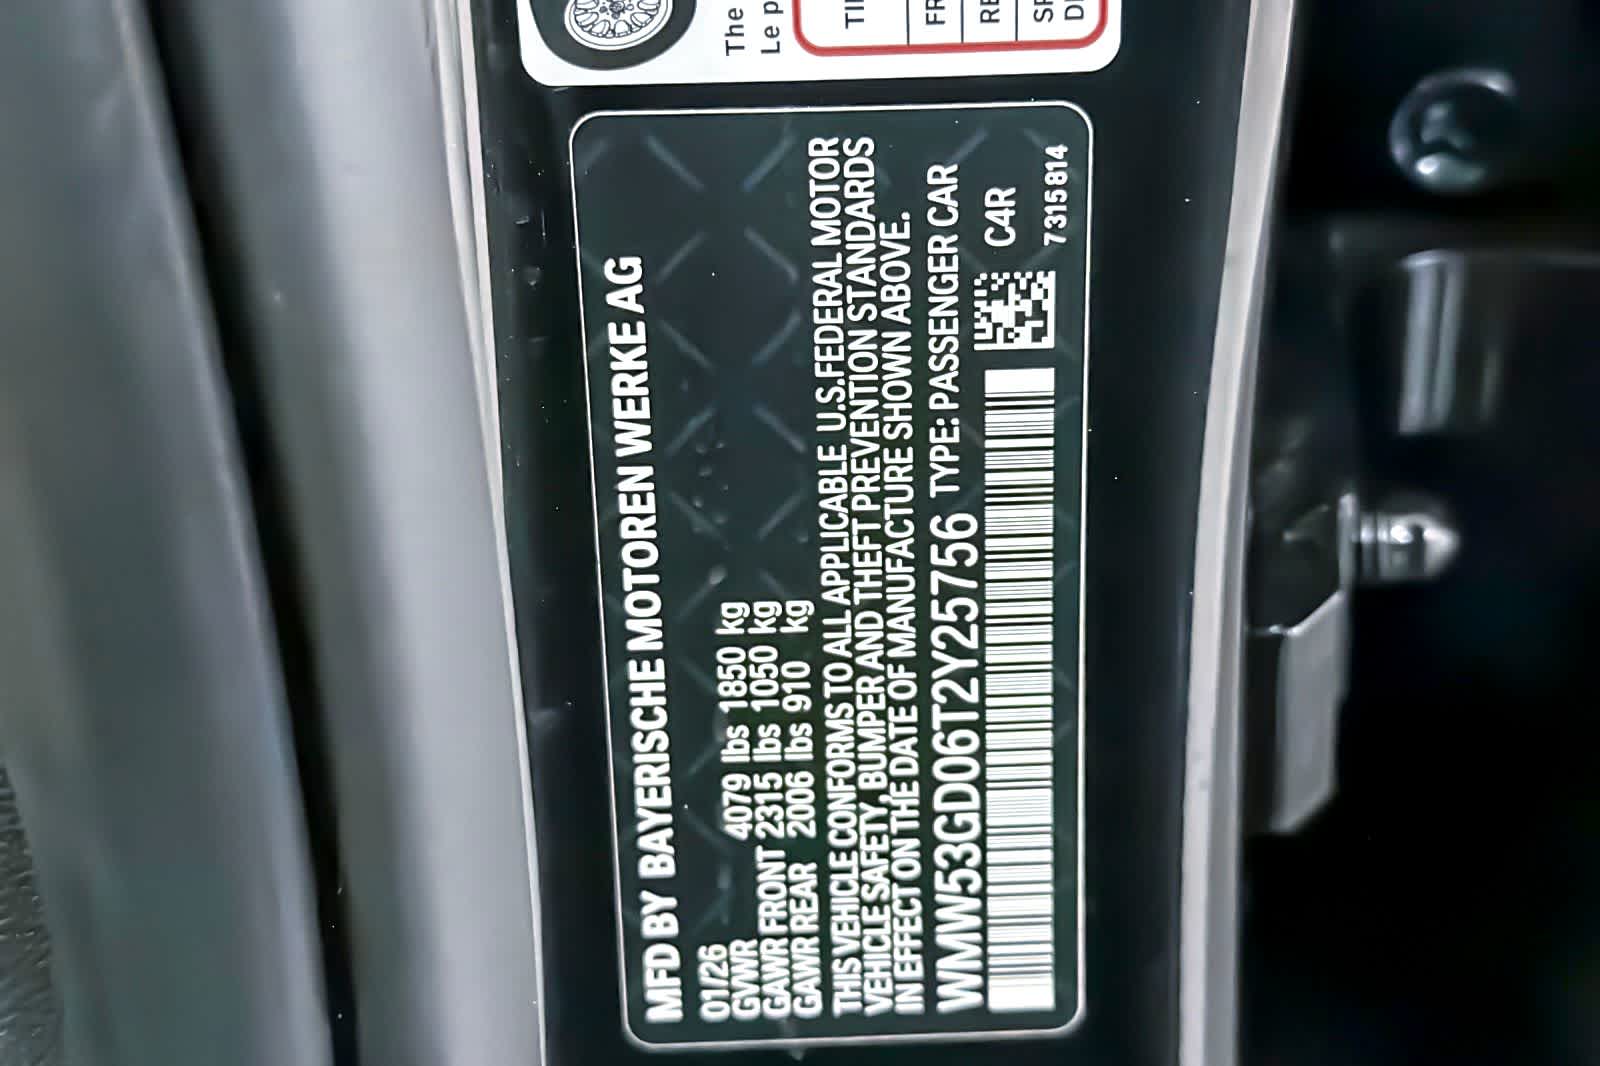 The
Le p
MFD BY BAYERISCHE MOTOREN WERKE AG
01/26
GVWR 4079 lbs 1850 kg
GAWR FRONT 2315 lbs 1050 kg
GAWR REAR 2006 lbs 910 kg
THIS VEHICLE CONFORMS TO ALL APPLICABLE U.S.FEDERAL MOTOR
VEHICLE SAFETY, BUMPER AND THEFT PREVENTION STANDARDS
IN EFFECT ON THE DATE OF MANUFACTURE SHOWN ABOVE.
WMW53GD06T2Y25756 TYPE: PASSENGER CAR
C4R
7315814